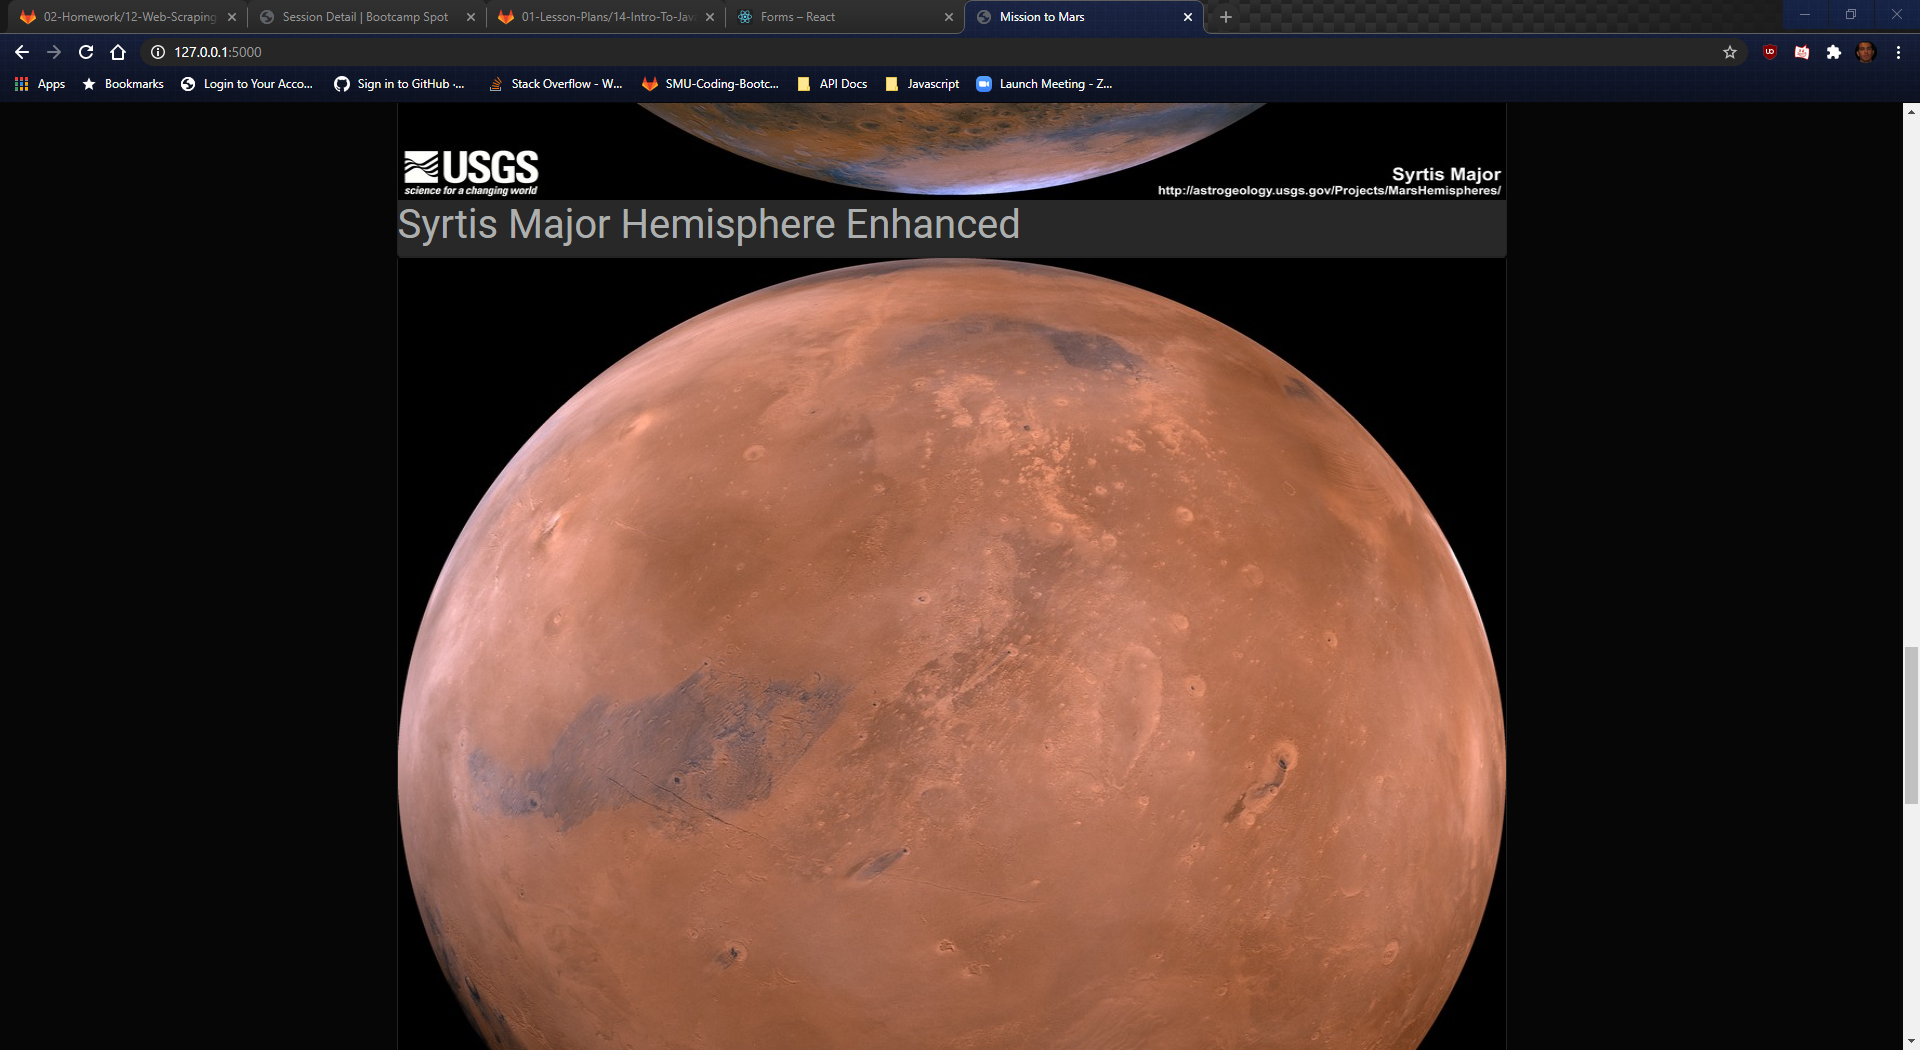 02-Homework/12-Web-Scraping
Session Detail | Bootcamp Spot
01-Lesson-Plans/14-Intro-To-Jav
Forms – React
Mission to Mars
127.0.0.1:5000
Apps
Bookmarks
Login to Your Acco...
Sign in to GitHub ·...
Stack Overflow - W...
SMU-Coding-Bootc...
API Docs
Javascript
Launch Meeting - Z...
USGS
science for a changing world
Syrtis Major
http://astrogeology.usgs.gov/Projects/MarsHemispheres/
Syrtis Major Hemisphere Enhanced